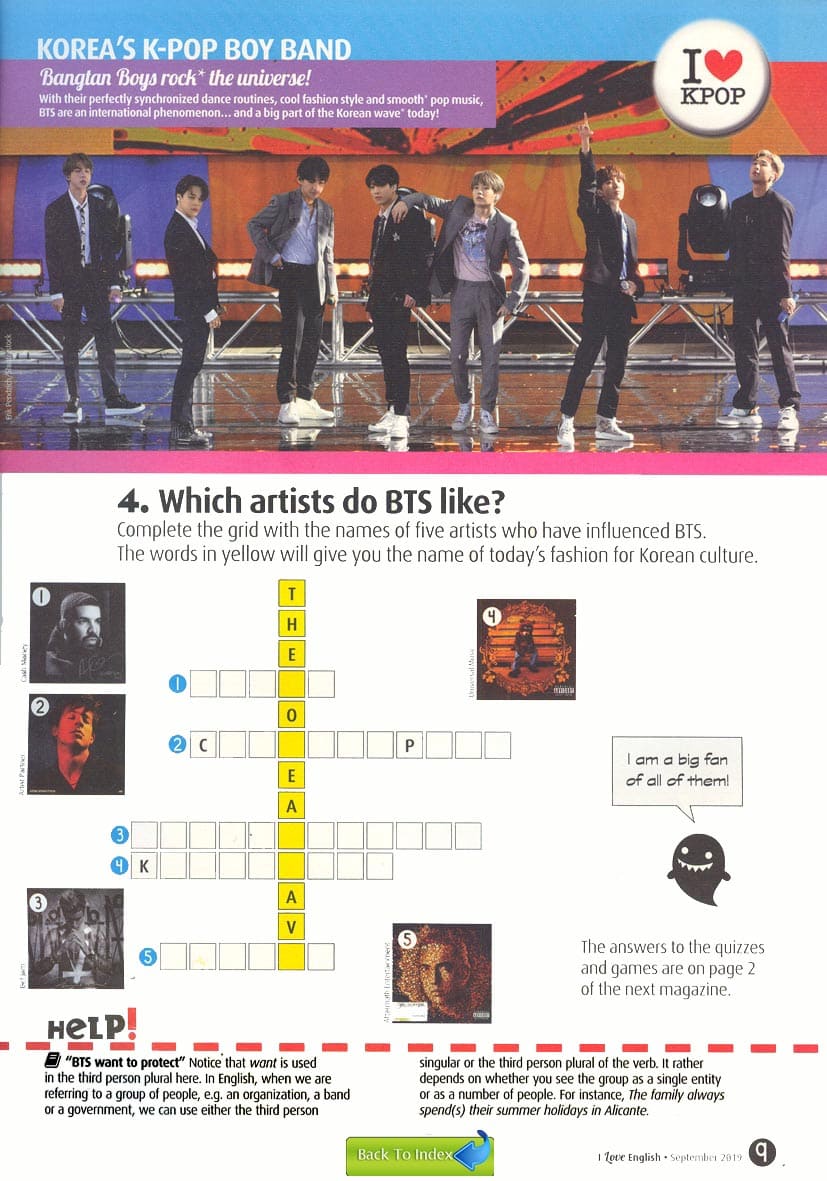 KOREA'S K-POP BOY BAND
Bangtan Boys rock* the universe!
With their perfectly synchronized dance routines, cool fashion style and smooth* pop music,
BTS are an international phenomenon... and a big part of the Korean wave* today!
I ❤
KPOP
4. Which artists do BTS like?
Complete the grid with the names of five artists who have influenced BTS.
The words in yellow will give you the name of today's fashion for Korean culture.
1
Cash Money
2
Artist Partner
3
Def Jam
4
Universal Music
5
Aftermath Entertainment
T
H
E
1
O
2 C P
E
A
3
4 K
A
V
5
I am a big fan
of all of them!
The answers to the quizzes
and games are on page 2
of the next magazine.
HELP!
"BTS want to protect" Notice that want is used
in the third person plural here. In English, when we are
referring to a group of people, e.g. an organization, a band
or a government, we can use either the third person
singular or the third person plural of the verb. It rather
depends on whether you see the group as a single entity
or as a number of people. For instance, The family always
spend(s) their summer holidays in Alicante.
Back To Index
I Love English • September 2019 9